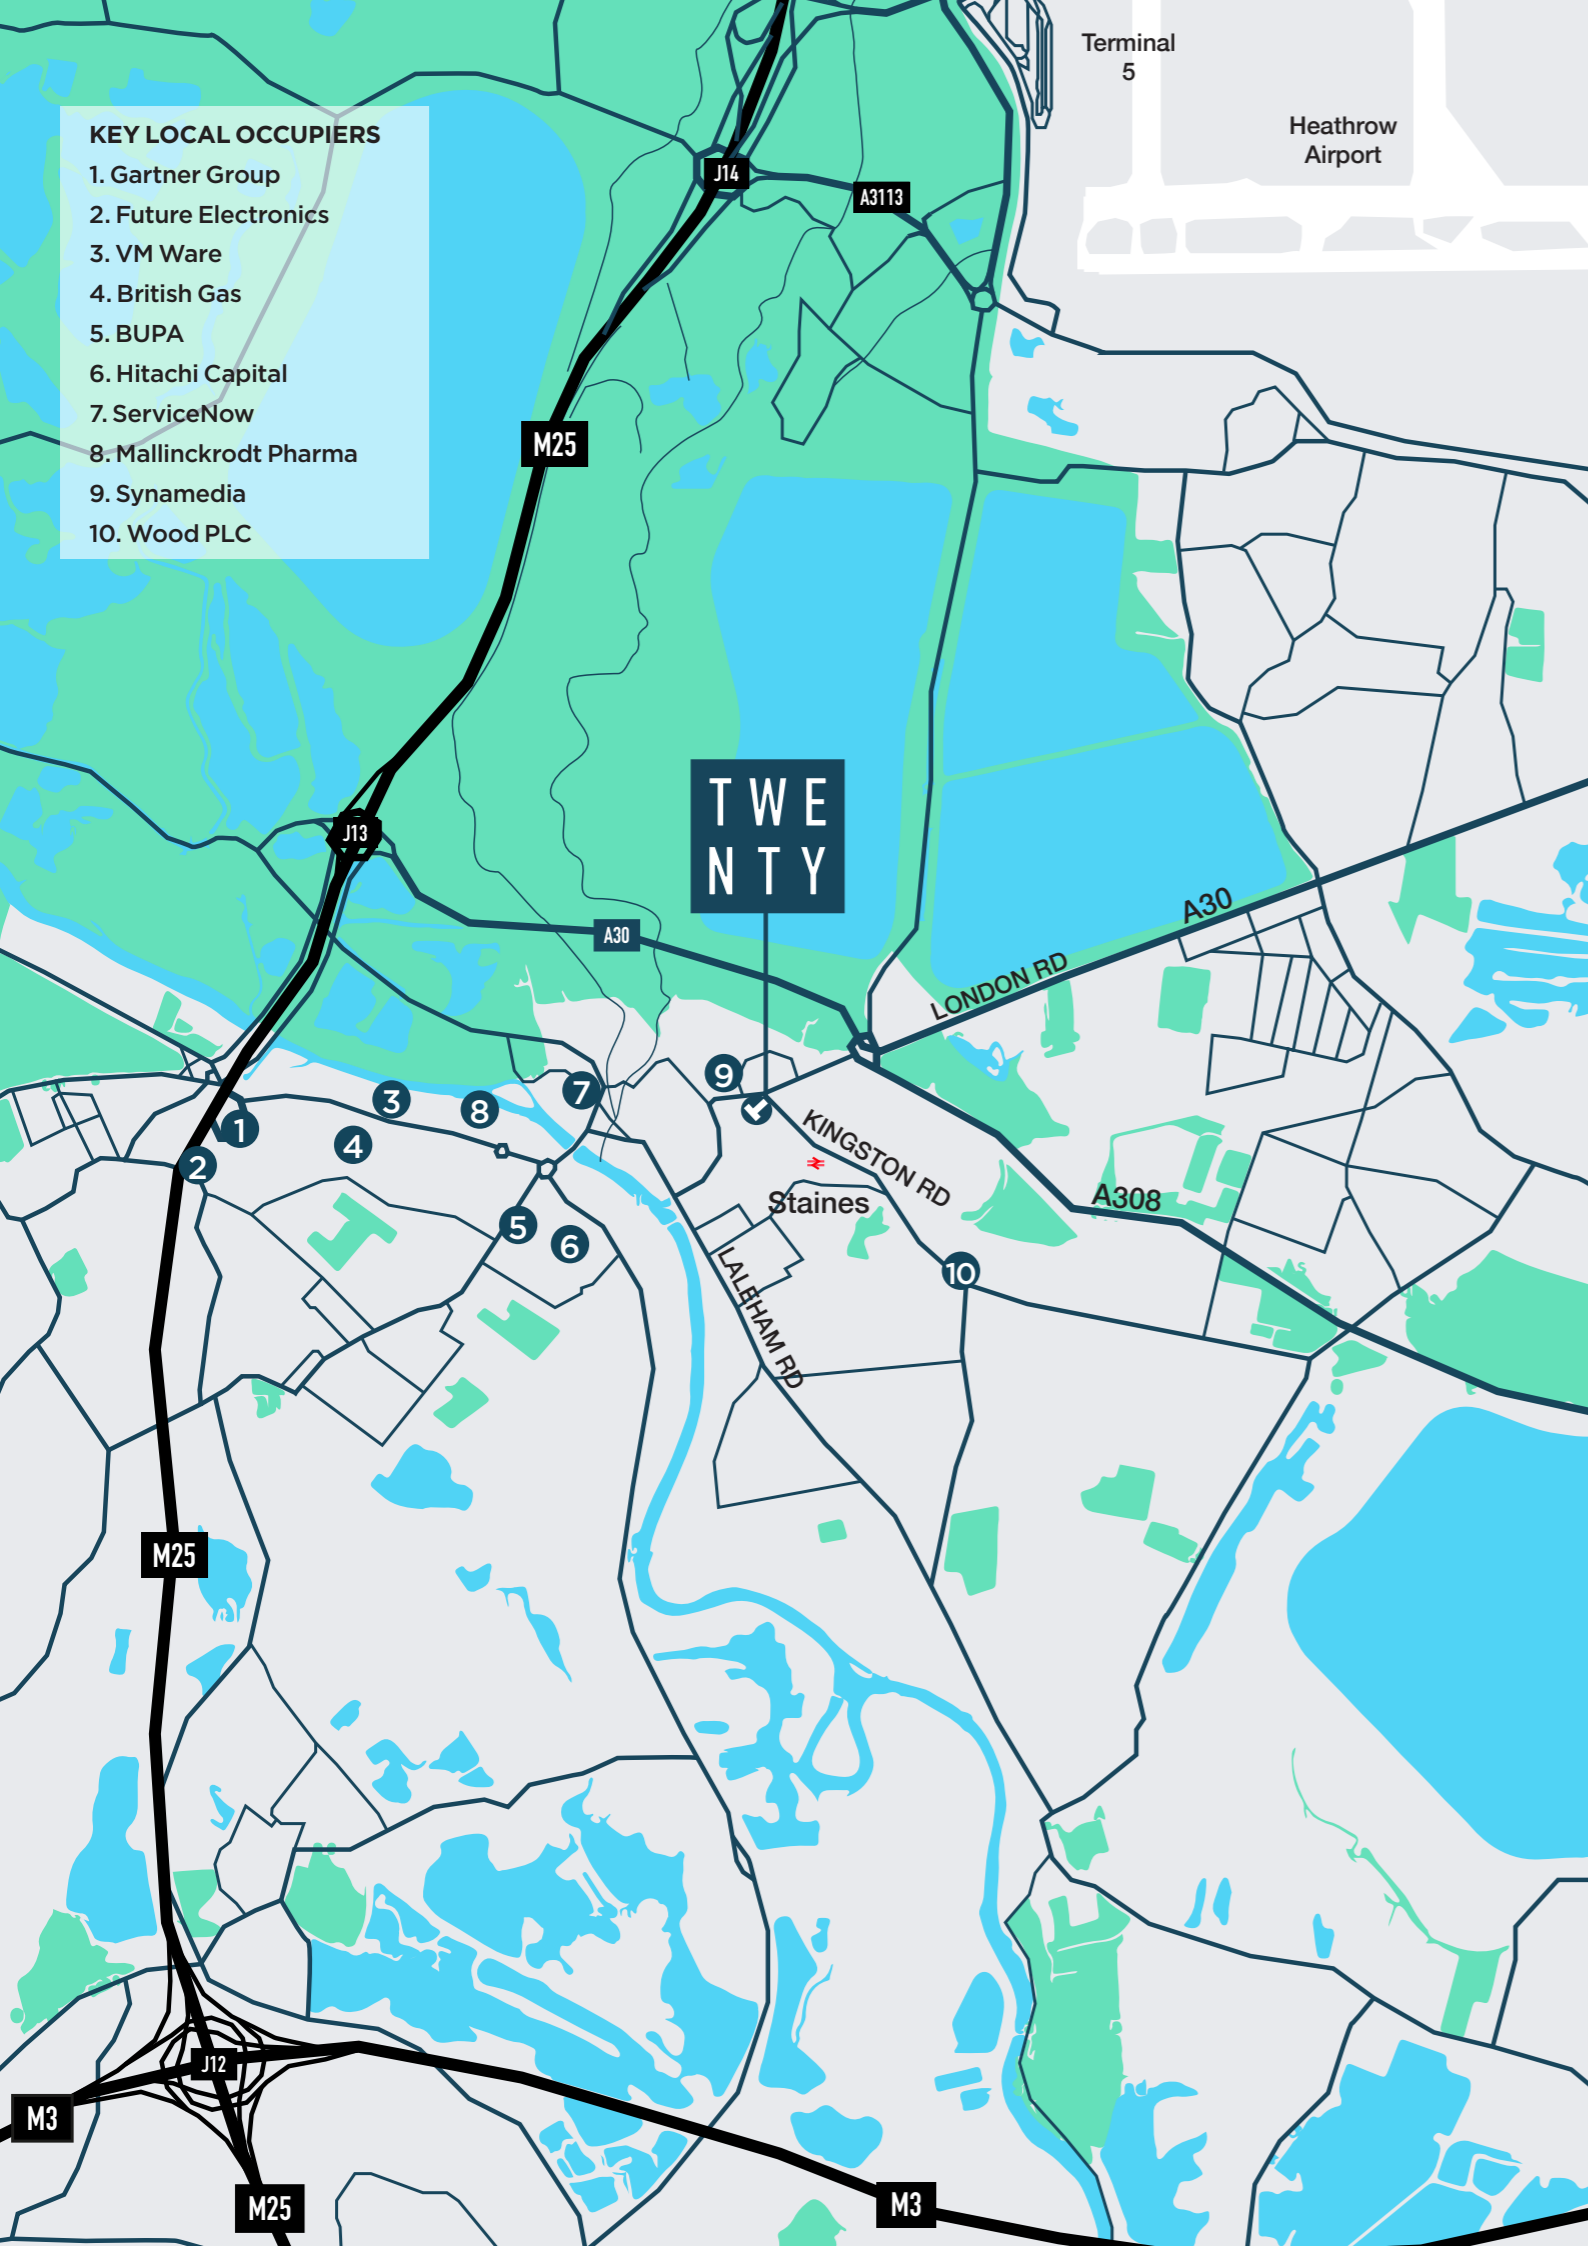 Terminal
5
Heathrow
Airport
KEY LOCAL OCCUPIERS
1. Gartner Group
2. Future Electronics
3. VM Ware
4. British Gas
5. BUPA
6. Hitachi Capital
7. ServiceNow
8. Mallinckrodt Pharma
9. Synamedia
10. Wood PLC
J14
A3113
M25
J13
TWE
NTY
A30
A30
LONDON RD
9
7
3
8
1
4
2
KINGSTON RD
Staines
A308
5
6
10
LALEHAM RD
M25
J12
M3
M25
M3